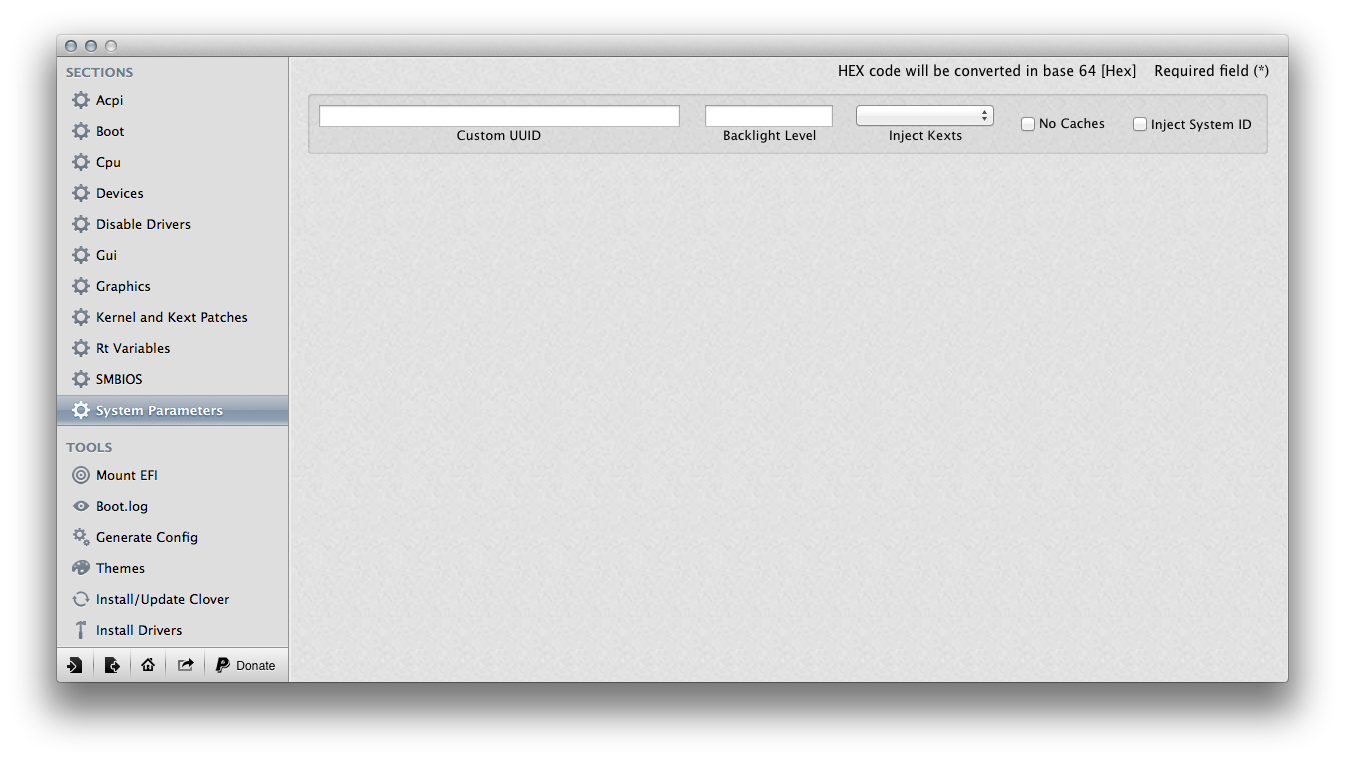 SECTIONS
Acpi
Boot
Cpu
Devices
Disable Drivers
Gui
Graphics
Kernel and Kext Patches
Rt Variables
SMBIOS
System Parameters
TOOLS
Mount EFI
Boot.log
Generate Config
Themes
Install/Update Clover
Install Drivers
Donate
HEX code will be converted in base 64 [Hex] Required field (*)
Custom UUID
Backlight Level
Inject Kexts
No Caches
Inject System ID